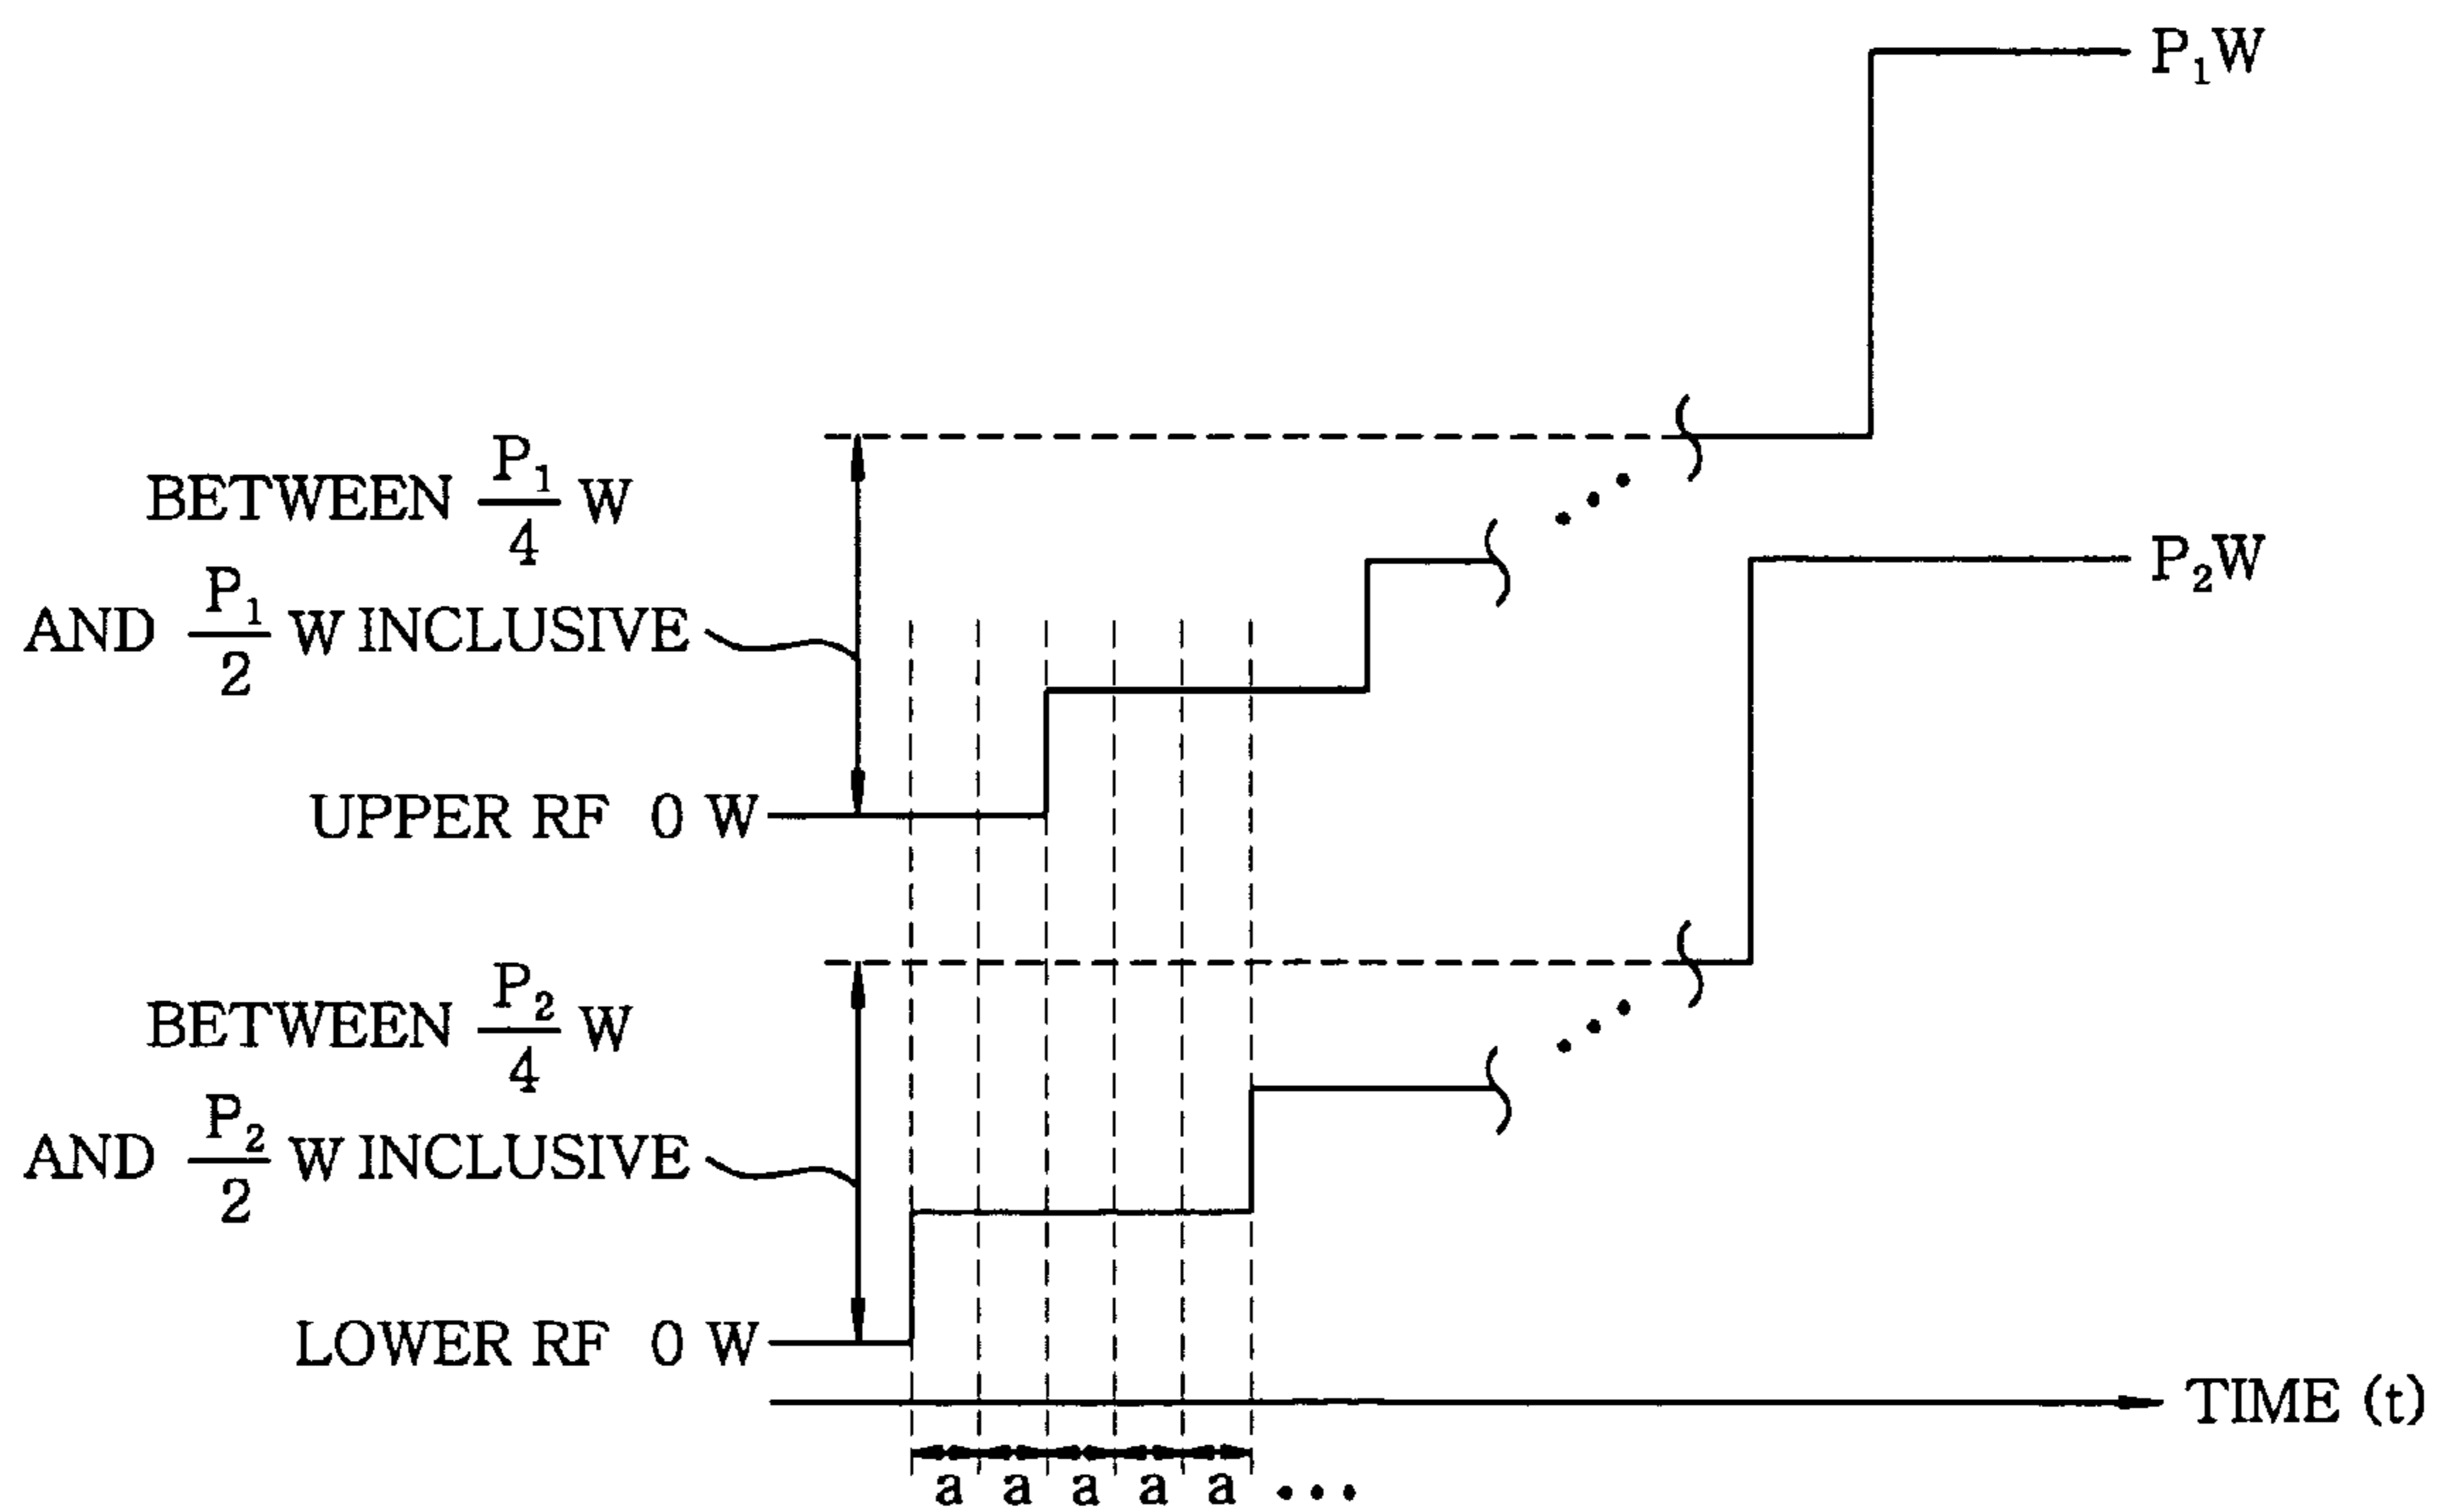 P₁W
BETWEEN P₁/4 W
AND P₁/2 W INCLUSIVE
P₂W
UPPER RF 0 W
BETWEEN P₂/4 W
AND P₂/2 W INCLUSIVE
LOWER RF 0 W
TIME (t)
a a a a a •••